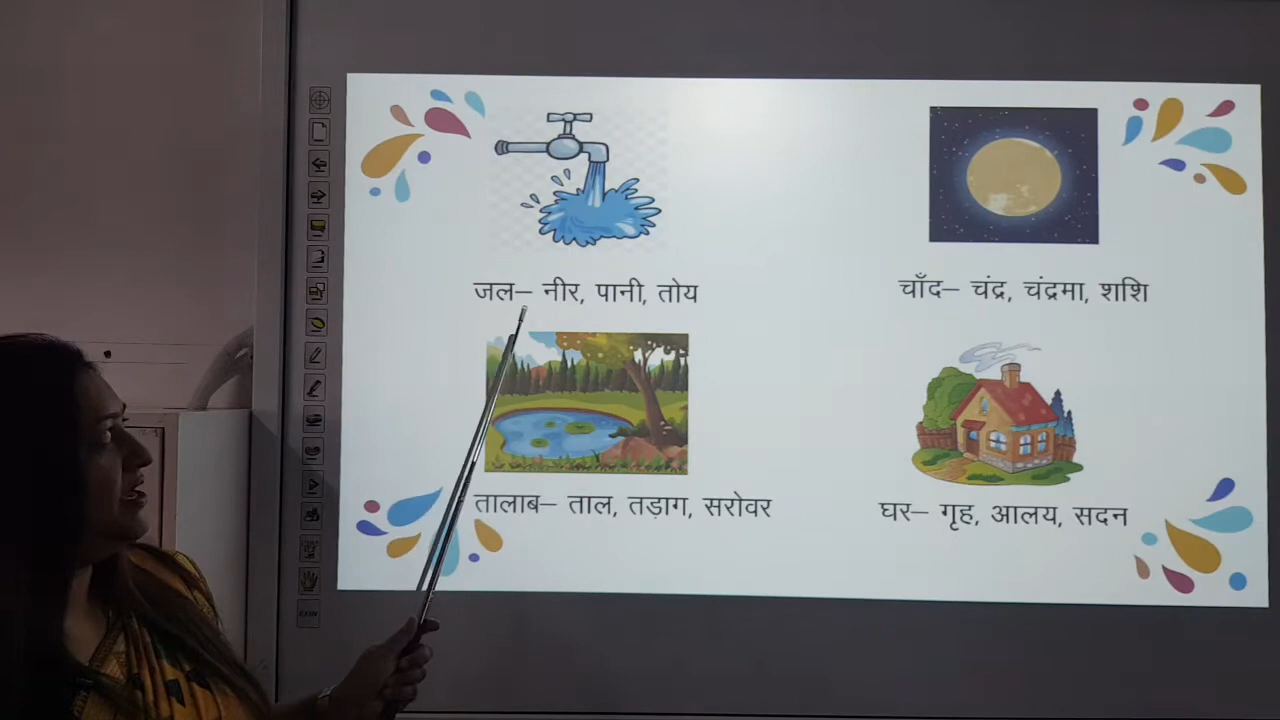 जल– नीर, पानी, तोय
चाँद– चंद्र, चंद्रमा, शशि
तालाब– ताल, तड़ाग, सरोवर
घर– गृह, आलय, सदन